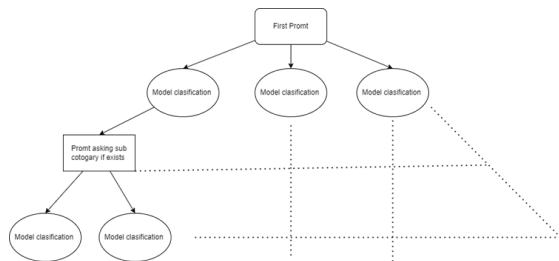 First Promt
Model clasification
Model clasification
Model clasification
Promt asking sub
cotogary if exists
Model clasification
Model clasification